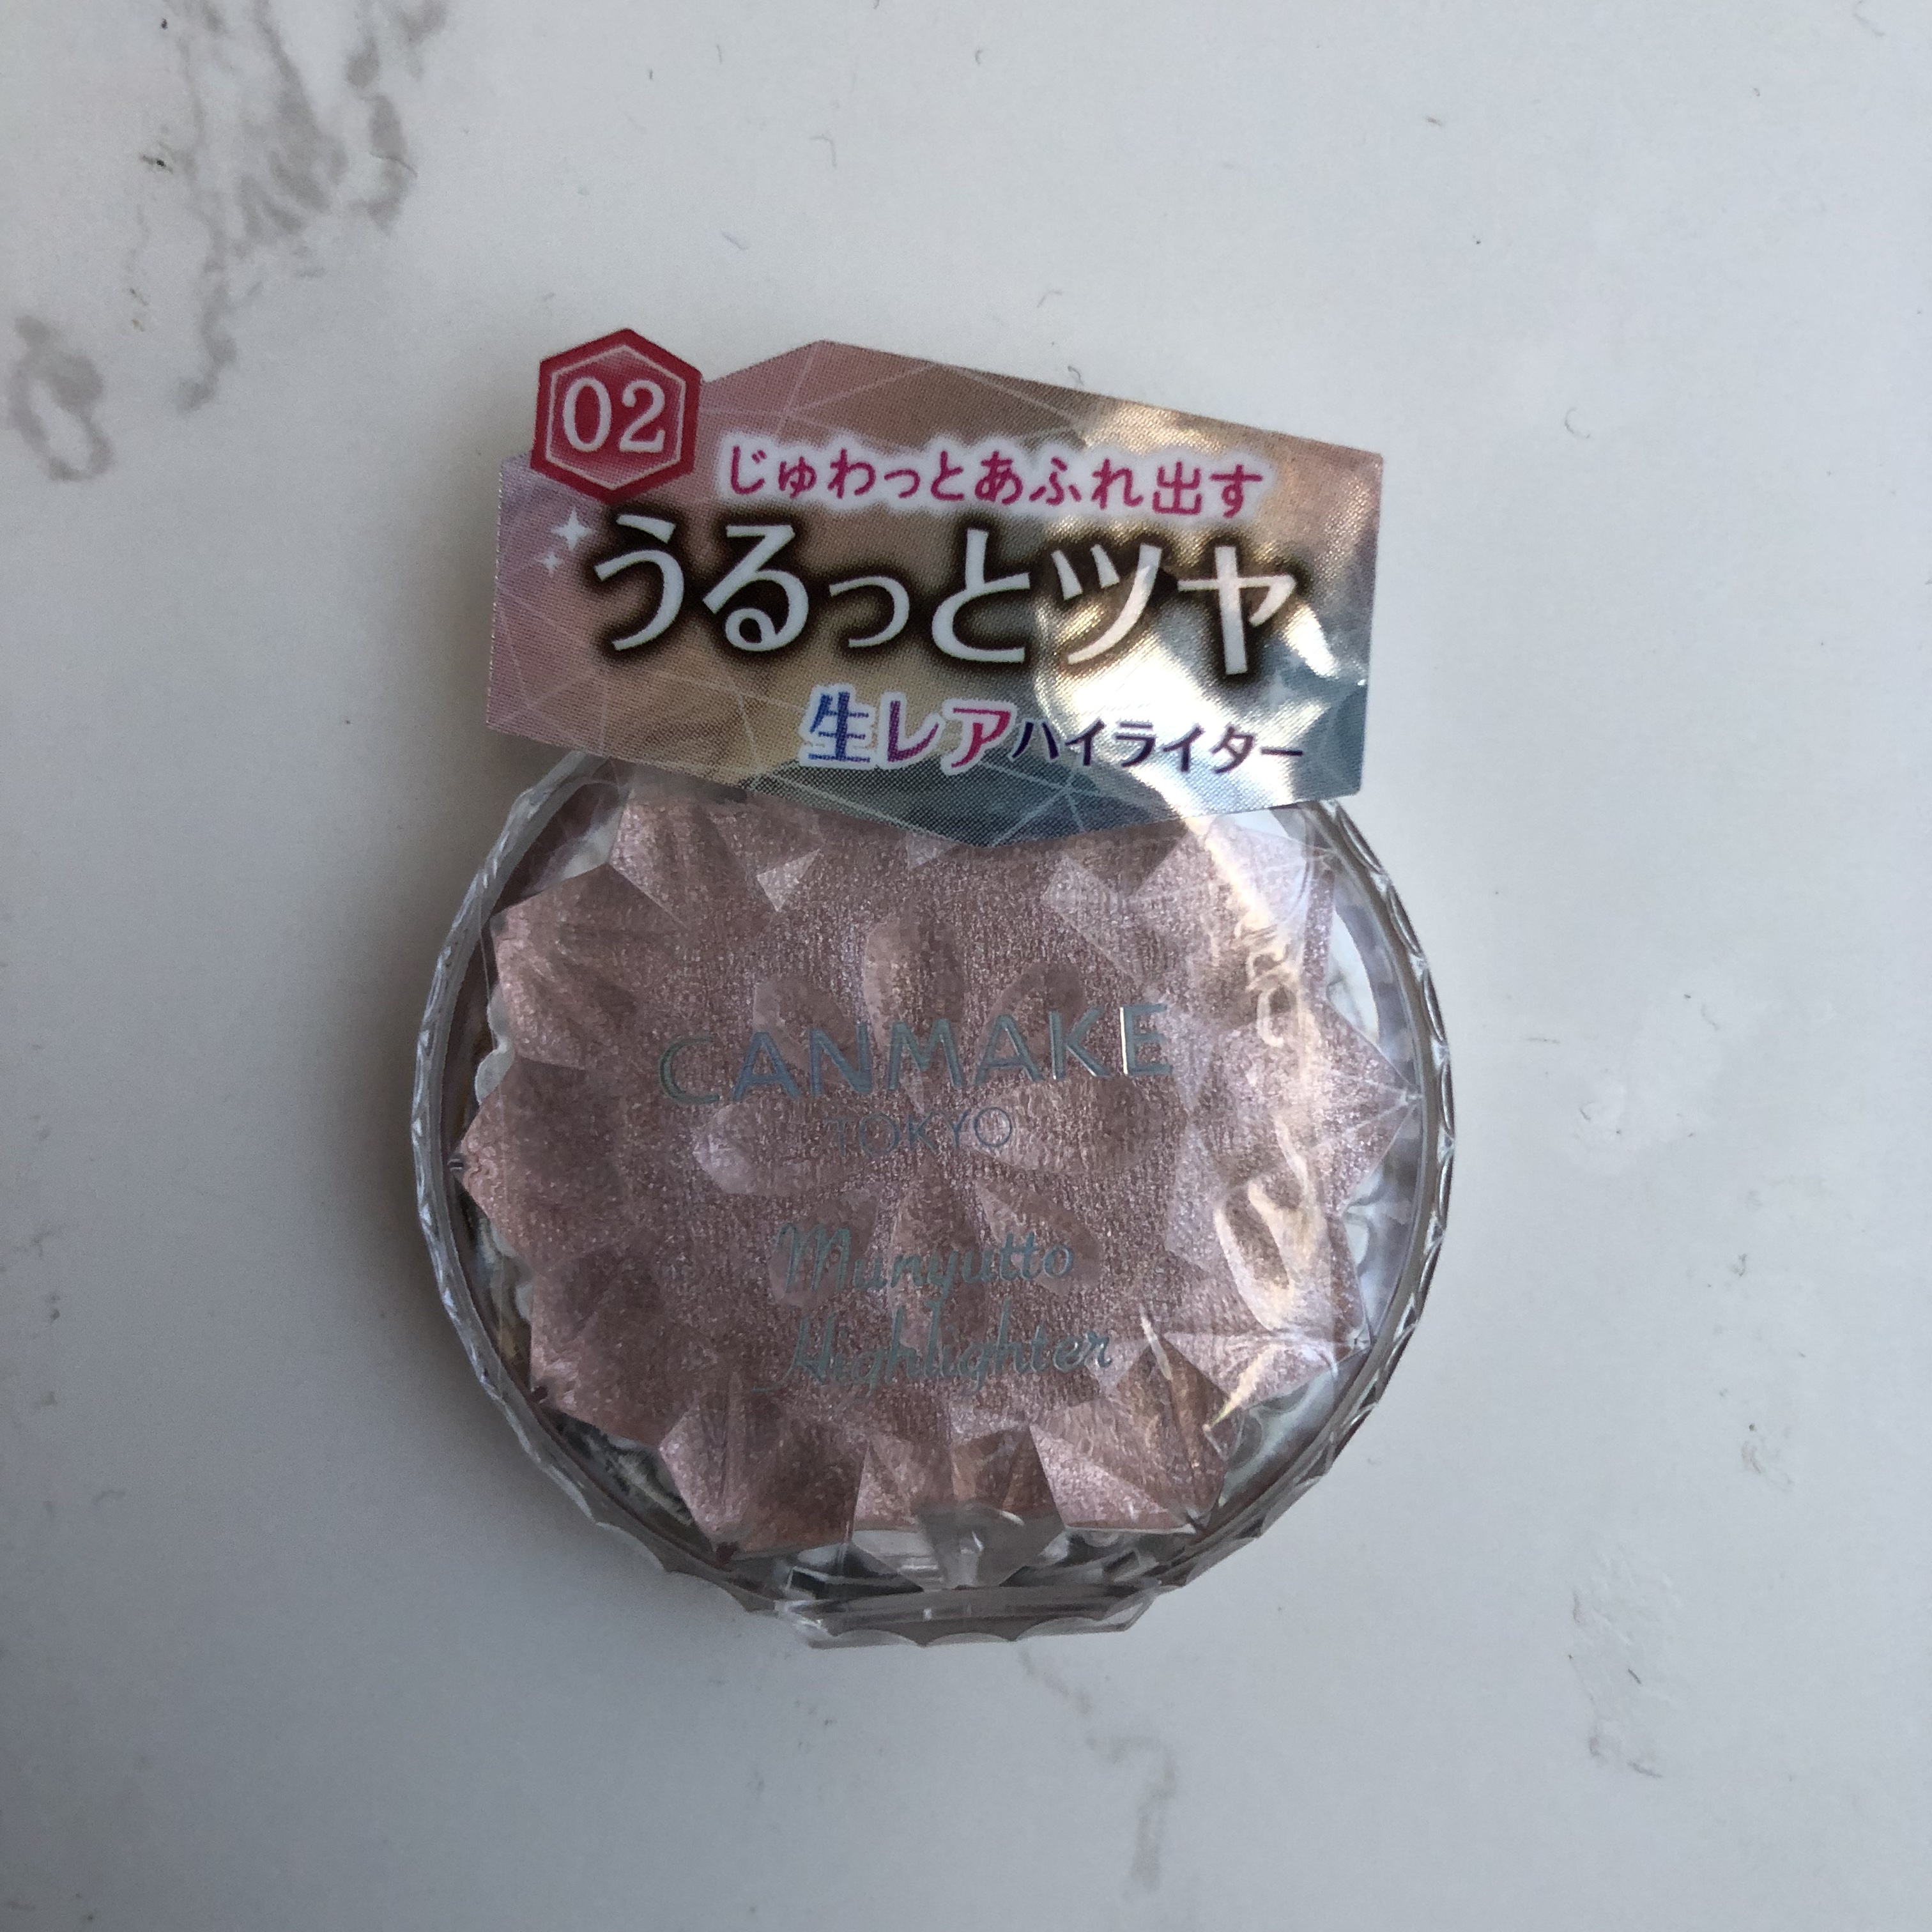 02
じゅわっとあふれ出す
うるっとツヤ
生レアハイライター
CANMAKE
TOKYO
Munyutto
Highlighter